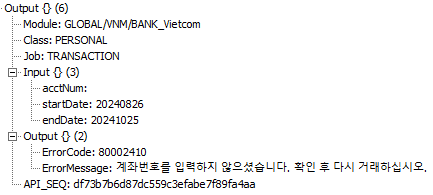 Output {} (6)
Module: GLOBAL/VNM/BANK_Vietcom
Class: PERSONAL
Job: TRANSACTION
Input {} (3)
acctNum:
startDate: 20240826
endDate: 20241025
Output {} (2)
ErrorCode: 80002410
ErrorMessage: 계좌번호를 입력하지 않으셨습니다. 확인 후 다시 거래하십시오.
API_SEQ: df73b7b6d87dc559c3efabe7f89fa4aa